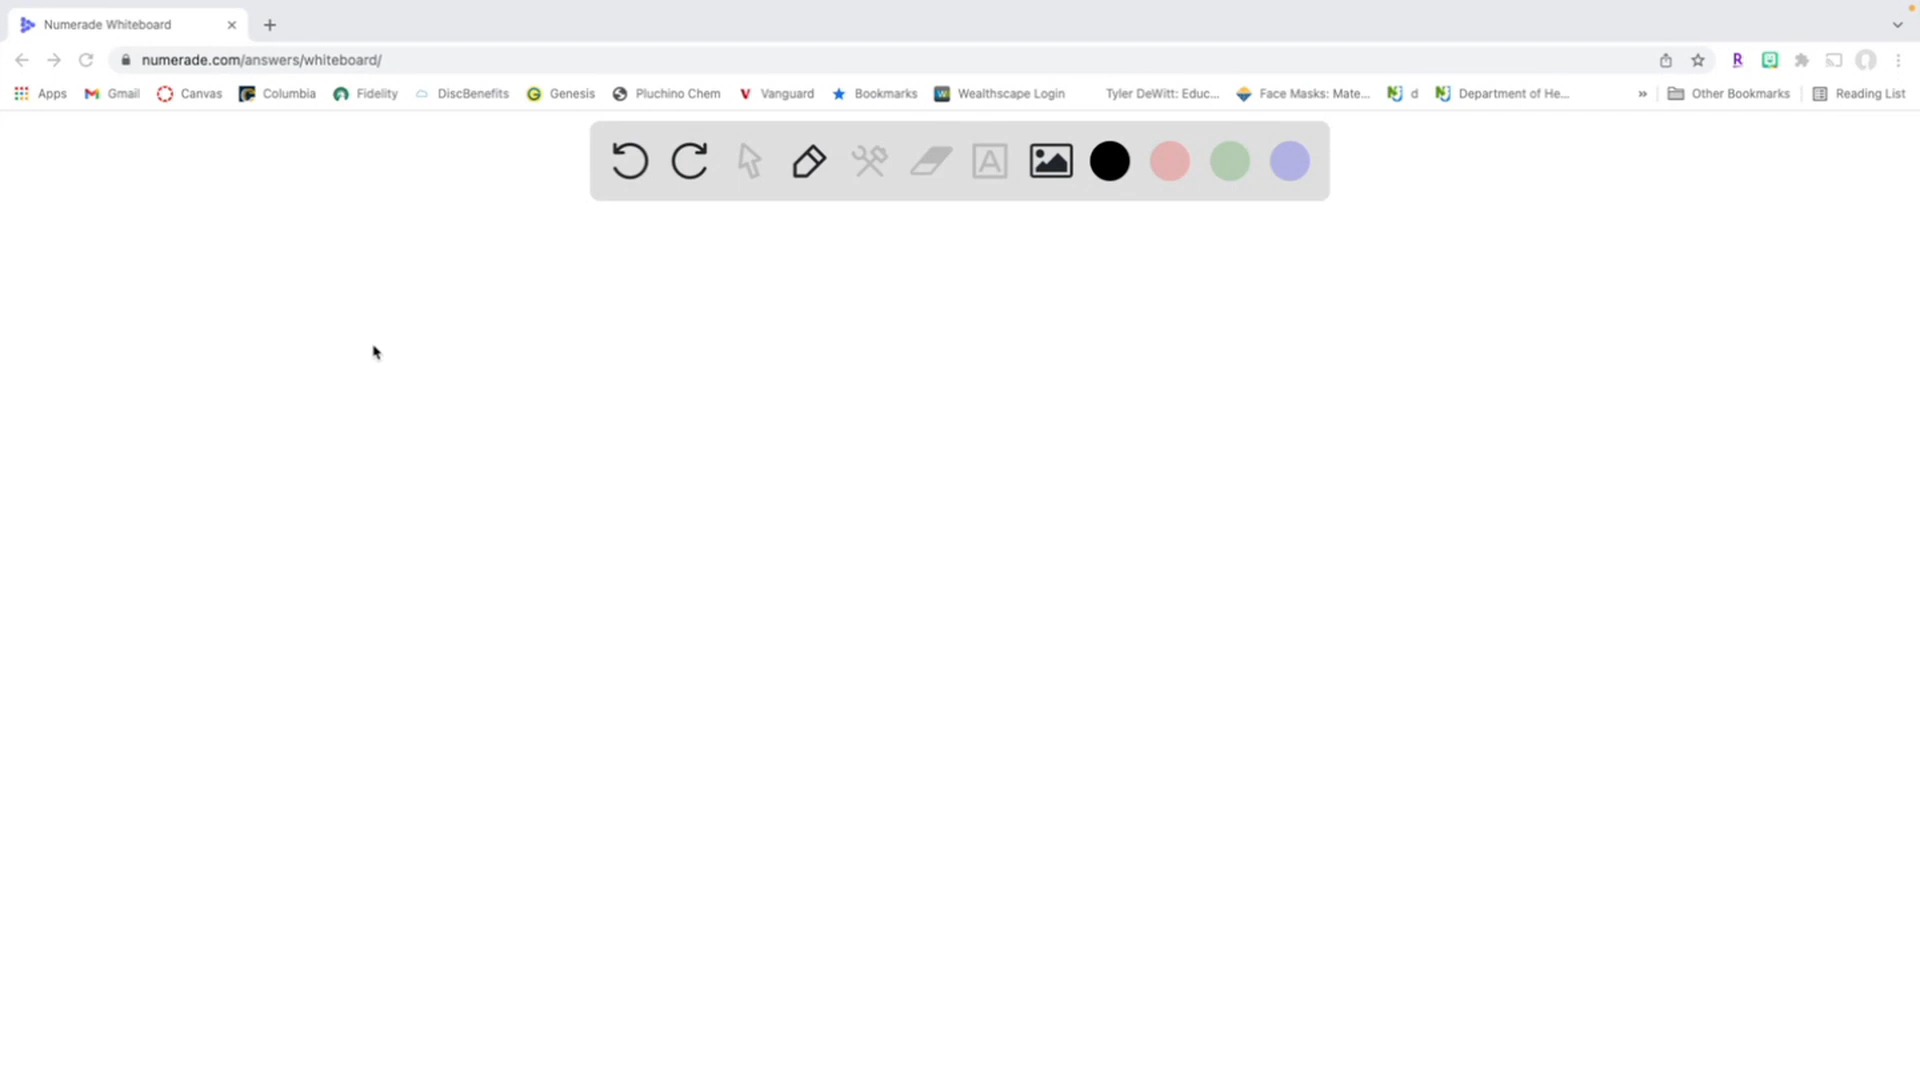 Numerade Whiteboard
numerade.com/answers/whiteboard/
R
Apps Gmail Canvas Columbia Fidelity DiscBenefits Genesis Pluchino Chem Vanguard Bookmarks Wealthscape Login Tyler DeWitt: Educ... Face Masks: Mate... d Department of He... » Other Bookmarks Reading List
A